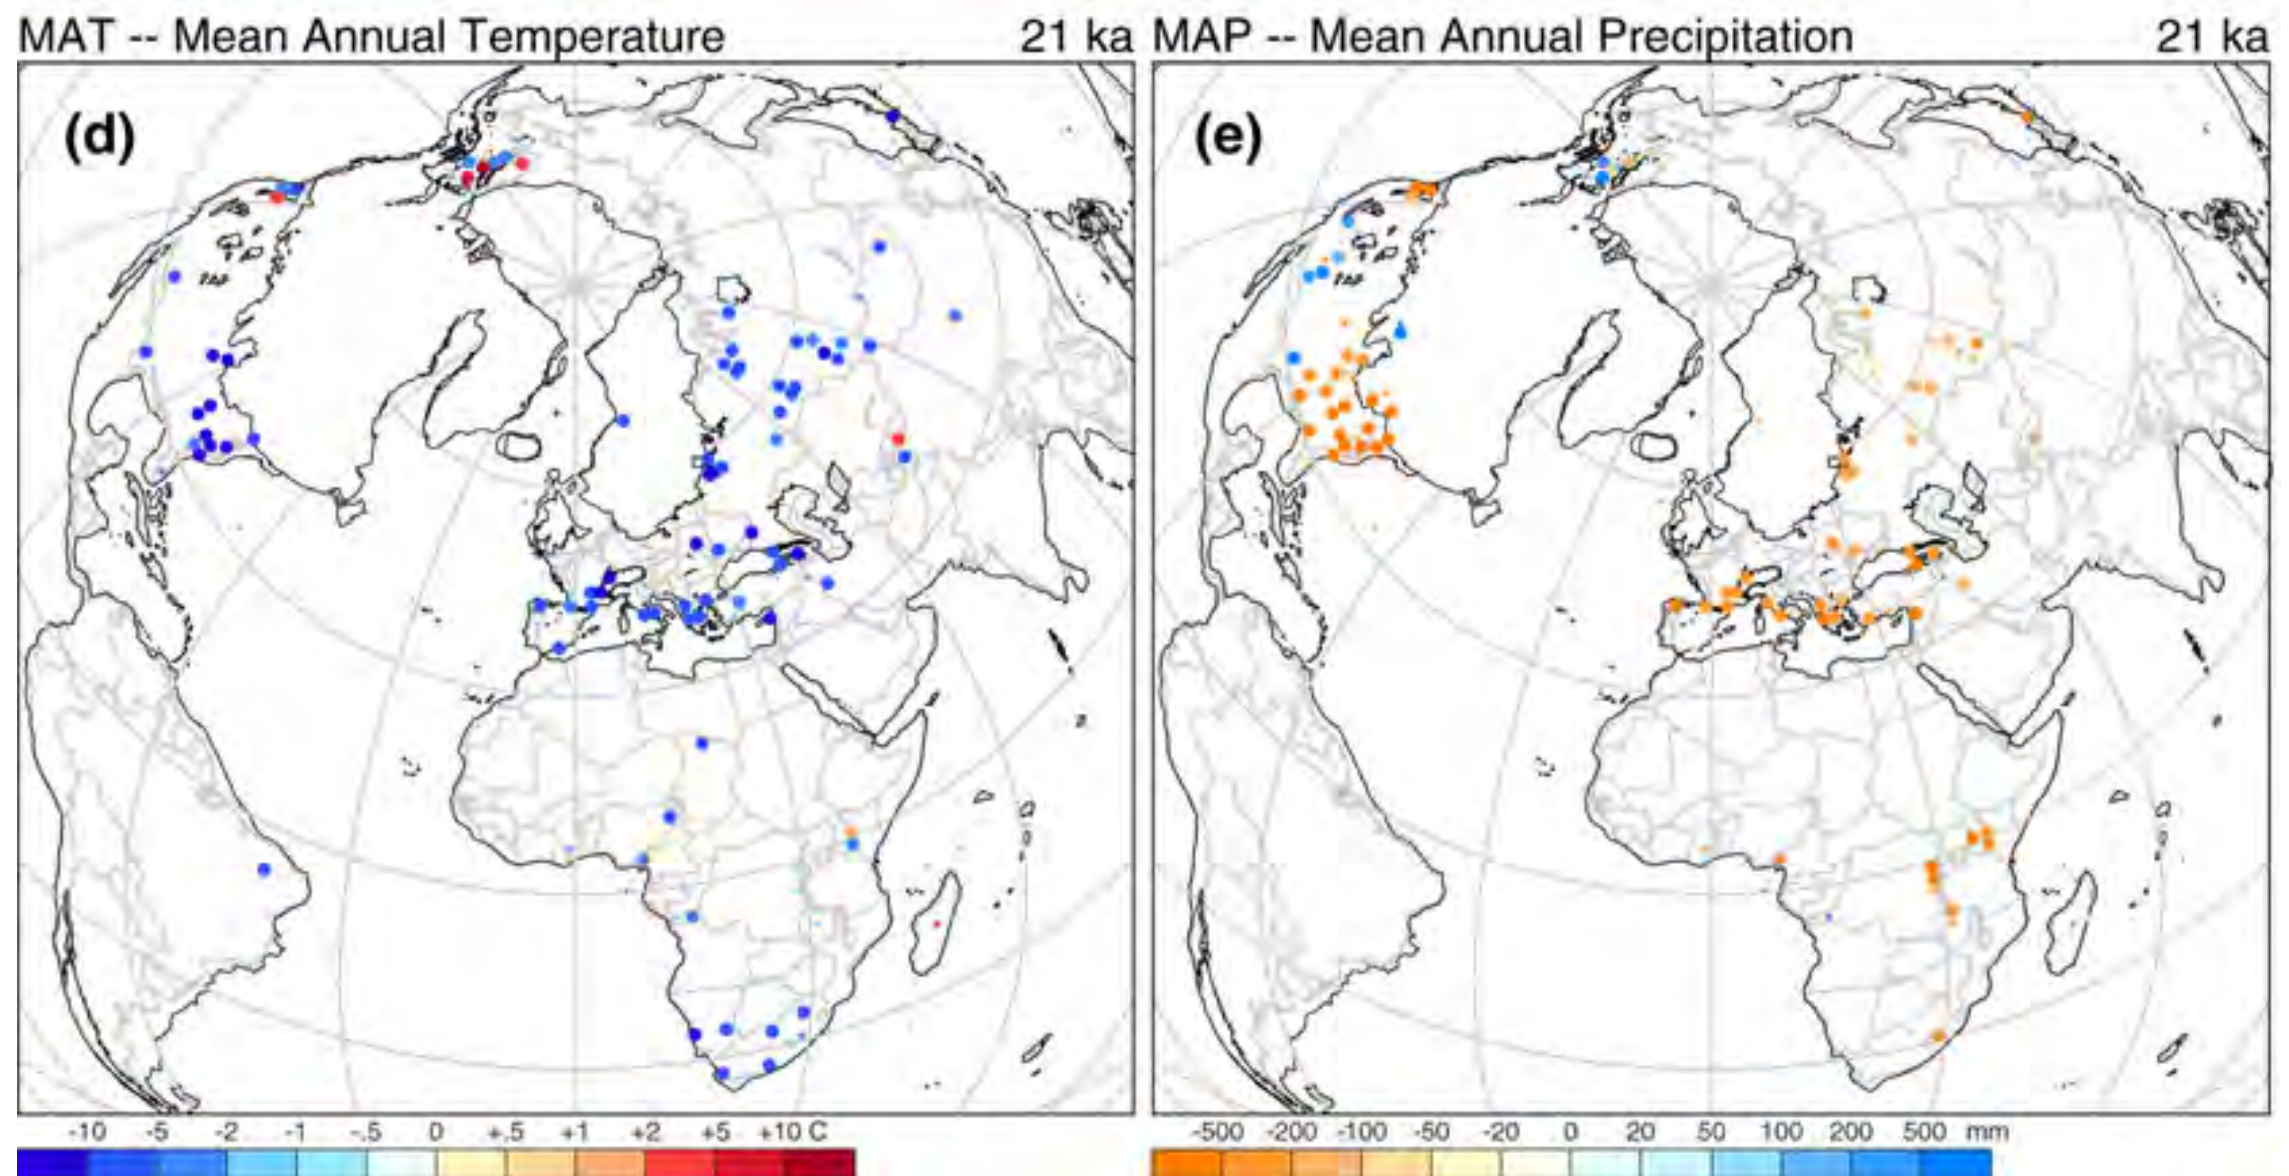 MAT -- Mean Annual Temperature 21 ka
MAP -- Mean Annual Precipitation 21 ka
(d)
(e)
-10 -5 -2 -1 -.5 0 +.5 +1 +2 +5 +10 C
-500 -200 -100 -50 -20 0 20 50 100 200 500 mm